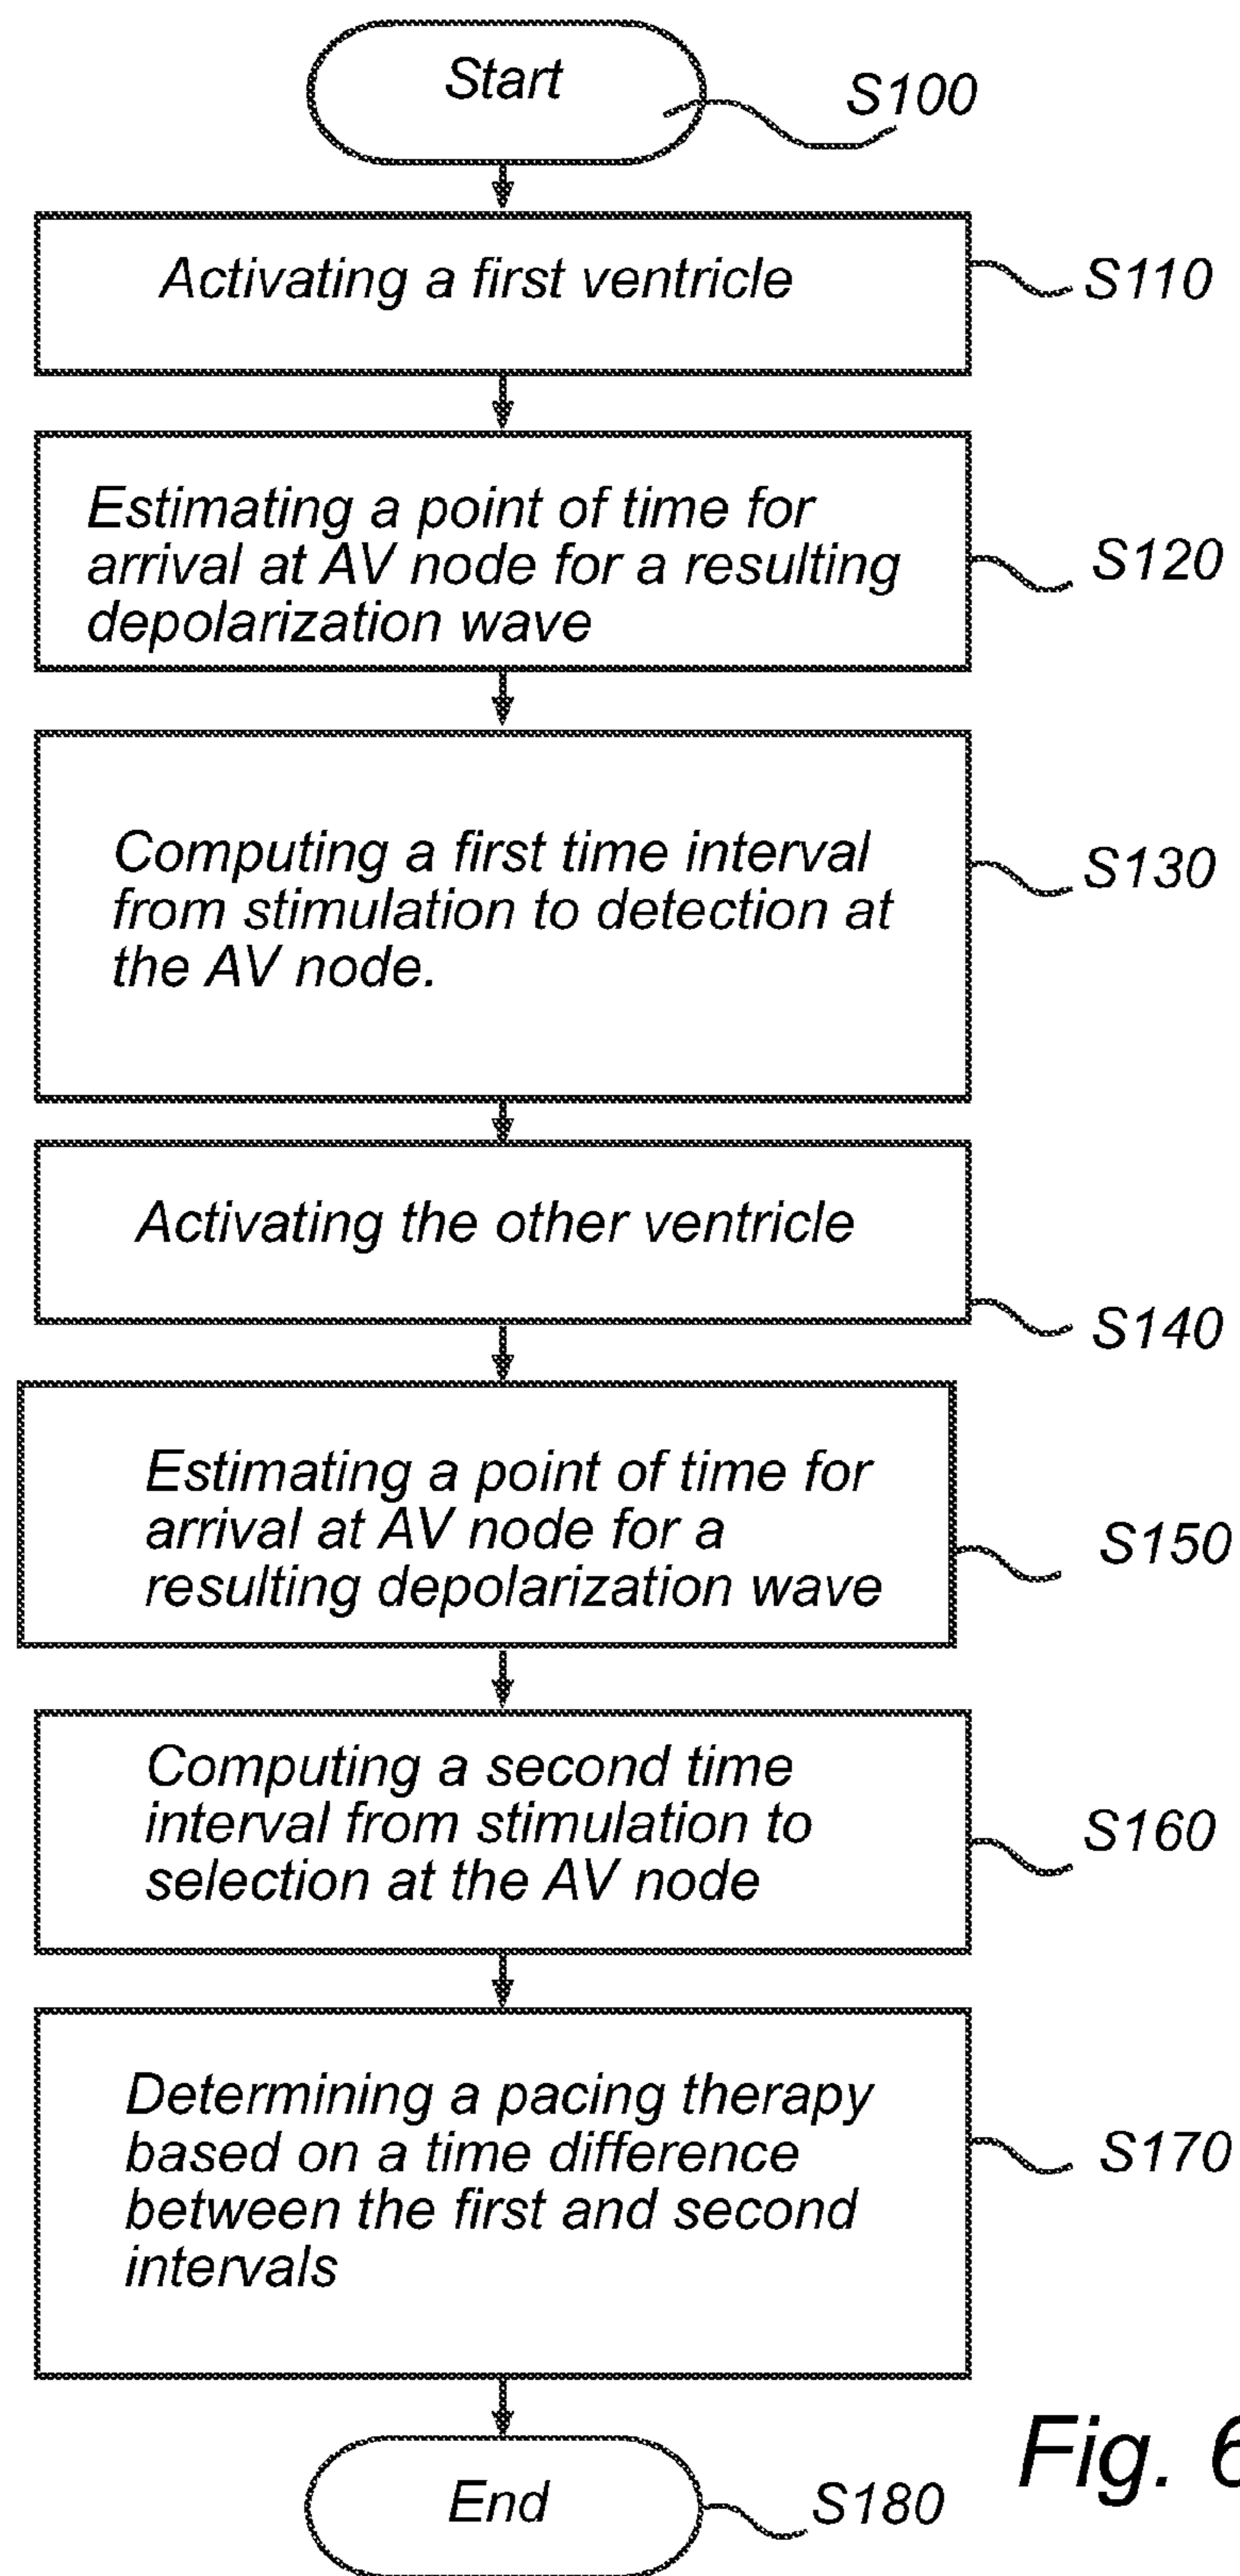 Start
S100
Activating a first ventricle
S110
Estimating a point of time for
arrival at AV node for a resulting
depolarization wave
S120
Computing a first time interval
from stimulation to detection at
the AV node.
S130
Activating the other ventricle
S140
Estimating a point of time for
arrival at AV node for a
resulting depolarization wave
S150
Computing a second time
interval from stimulation to
selection at the AV node
S160
Determining a pacing therapy
based on a time difference
between the first and second
intervals
S170
End
S180
Fig. 6